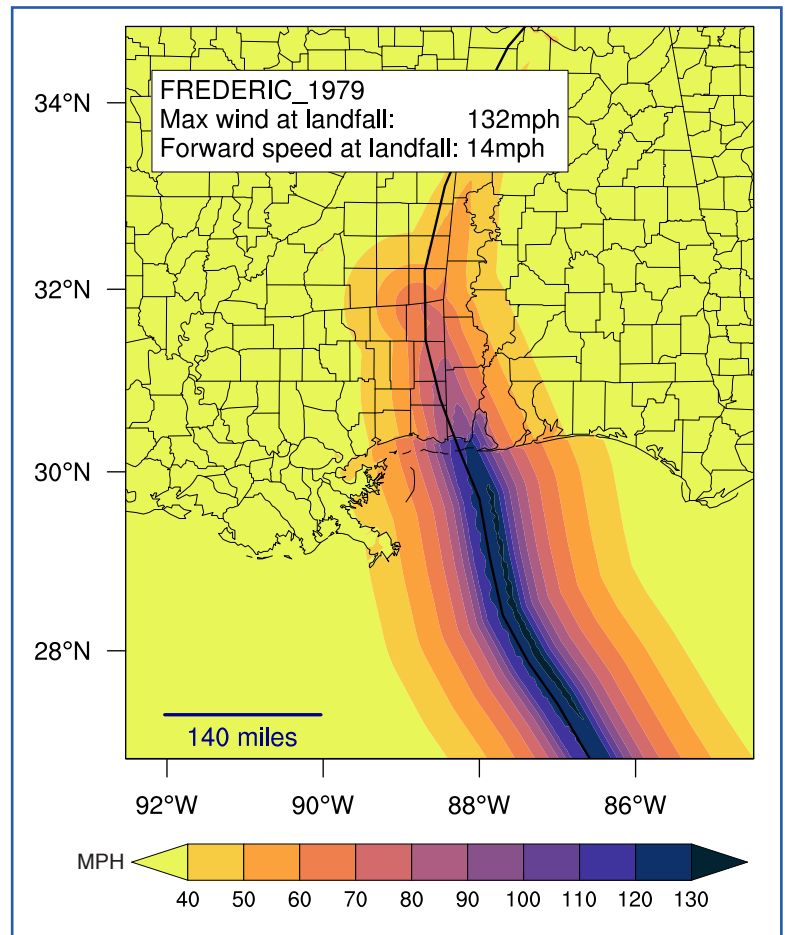 FREDERIC_1979
Max wind at landfall: 132mph
Forward speed at landfall: 14mph
34°N
32°N
30°N
28°N
140 miles
92°W 90°W 88°W 86°W
MPH
40 50 60 70 80 90 100 110 120 130